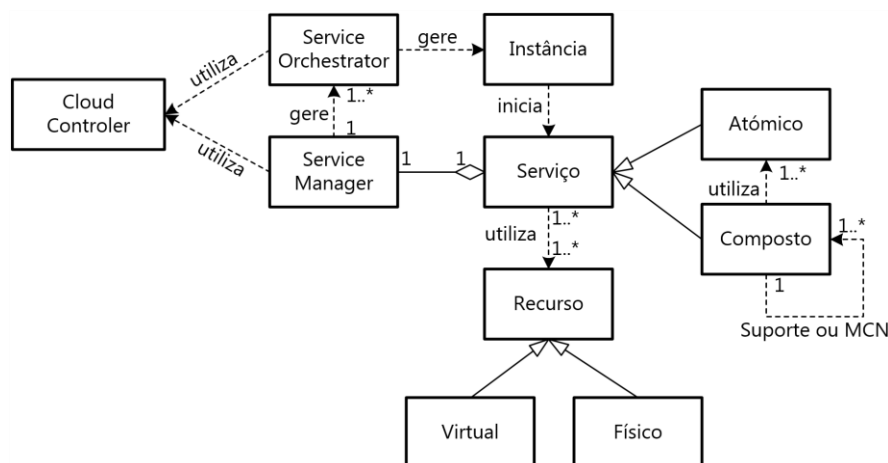 Service
Orchestrator
gere
Instância
utiliza
Cloud
Controler
1..*
gere
1
inicia
Atómico
utiliza
Service
Manager
1
1
Serviço
utiliza
1..*
1..*
utiliza
1..*
Composto
1..*
1
Recurso
Suporte ou MCN
Virtual
Físico